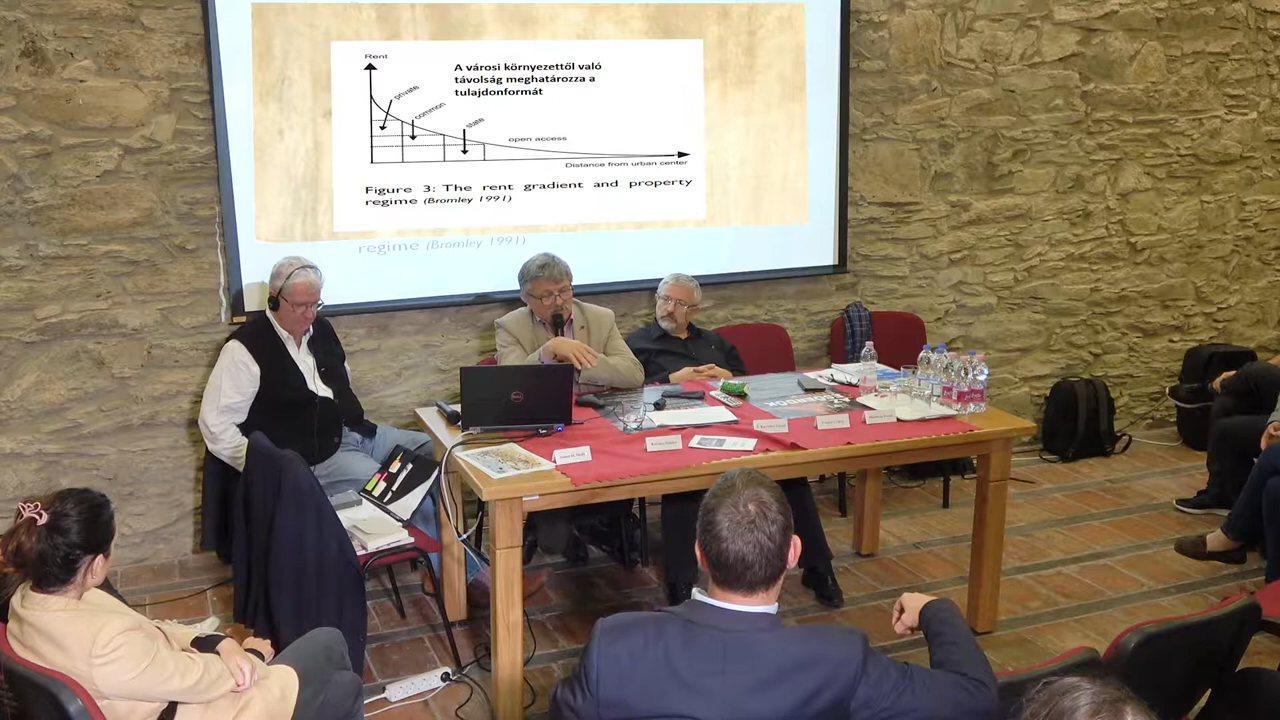 Rent
A városi környezettől való
távolság meghatározza a
tulajdonformát
private
common
state
open access
Distance from urban center
Figure 3: The rent gradient and property
regime (Bromley 1991)
regime (Bromley 1991)
DELL